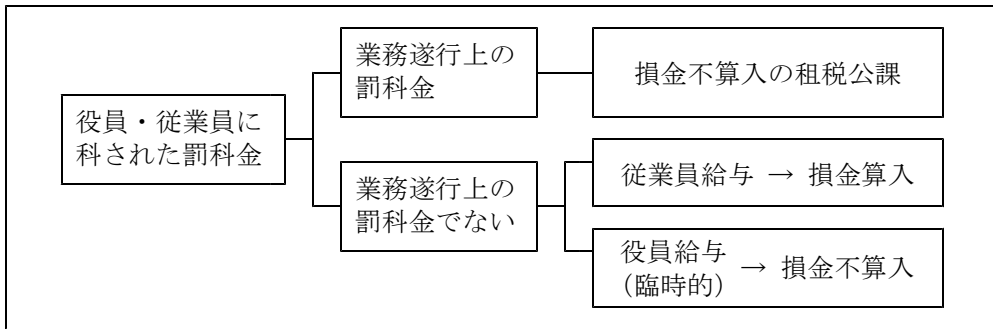 役員・従業員に
科された罰科金
業務遂行上の
罰科金
損金不算入の租税公課
業務遂行上の
罰科金でない
従業員給与 → 損金算入
役員給与
(臨時的) → 損金不算入